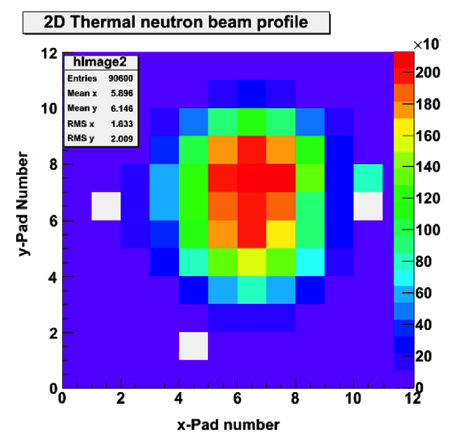 2D Thermal neutron beam profile
hImage2
Entries 90600
Mean x 5.896
Mean y 6.146
RMS x 1.833
RMS y 2.009
×10
12
10
8
6
4
2
0
y-Pad Number
0 2 4 6 8 10 12
x-Pad number
200
180
160
140
120
100
80
60
40
20
0